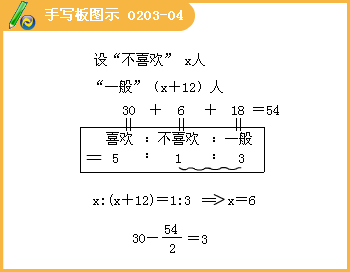 手写板图示 0203-04
设“不喜欢” x人
“一般”(x+12)人
30 + 6 + 18 =54
‖ ‖ ‖
喜欢 : 不喜欢 : 一般
= 5 : 1 : 3
x:(x+12)=1:3 ⇒x=6
30−54/2=3